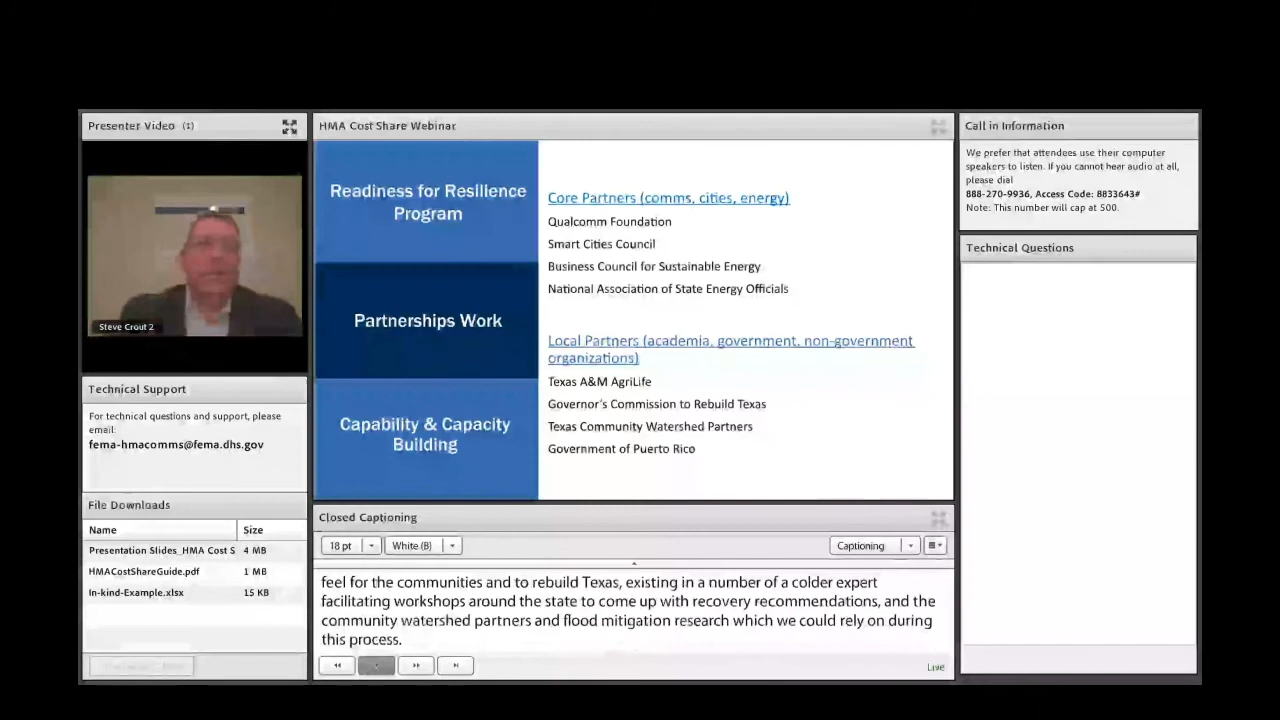 Presenter Video (1)
Steve Crout 2
Technical Support
For technical questions and support, please
email:
fema-hmacomms@fema.dhs.gov
File Downloads
Name Size
Presentation Slides_HMA Cost S 4 MB
HMACostShareGuide.pdf 1 MB
In-kind-Example.xlsx 15 KB
HMA Cost Share Webinar
Readiness for Resilience
Program
Partnerships Work
Capability & Capacity
Building
Core Partners (comms, cities, energy)
Qualcomm Foundation
Smart Cities Council
Business Council for Sustainable Energy
National Association of State Energy Officials
Local Partners (academia, government, non-government
organizations)
Texas A&M AgriLife
Governor's Commission to Rebuild Texas
Texas Community Watershed Partners
Government of Puerto Rico
Closed Captioning
18 pt White (B) Captioning
feel for the communities and to rebuild Texas, existing in a number of a colder expert
facilitating workshops around the state to come up with recovery recommendations, and the
community watershed partners and flood mitigation research which we could rely on during
this process.
Live
Call in Information
We prefer that attendees use their computer
speakers to listen. If you cannot hear audio at all,
please dial
888-270-9936, Access Code: 8833643#
Note: This number will cap at 500.
Technical Questions